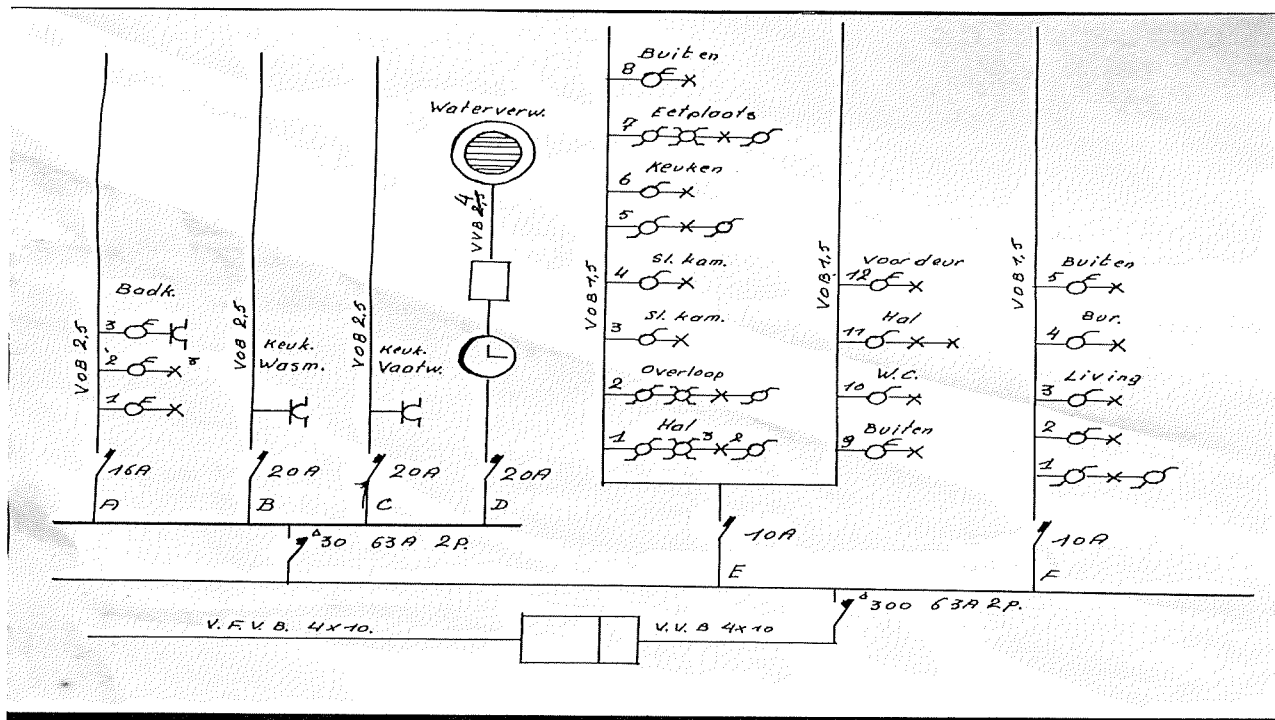 Buiten
8
Waterverw.
Eetplaats
7
Keuken
6
4
VVB 2,5
5
Sl. kam.
4
Voordeur
12
Buiten
5
Badk.
3
VOB 2,5
VOB 2,5
VOB 2,5
VOB 1,5
VOB 1,5
VOB 1,5
Sl. kam.
3
Hal
11
Bur.
4
Keuk.
Wasm.
Keuk.
Vaatw.
2
3
Overloop
2
W.C.
10
Living
3
1
Hal
1
3
2
Buiten
9
2
1
16A
20A
20A
20A
A
B
C
D
Δ30 63A 2P.
10A
E
10A
F
Δ300 63A 2P.
V.F.V.B. 4x10.
V.V.B 4x10